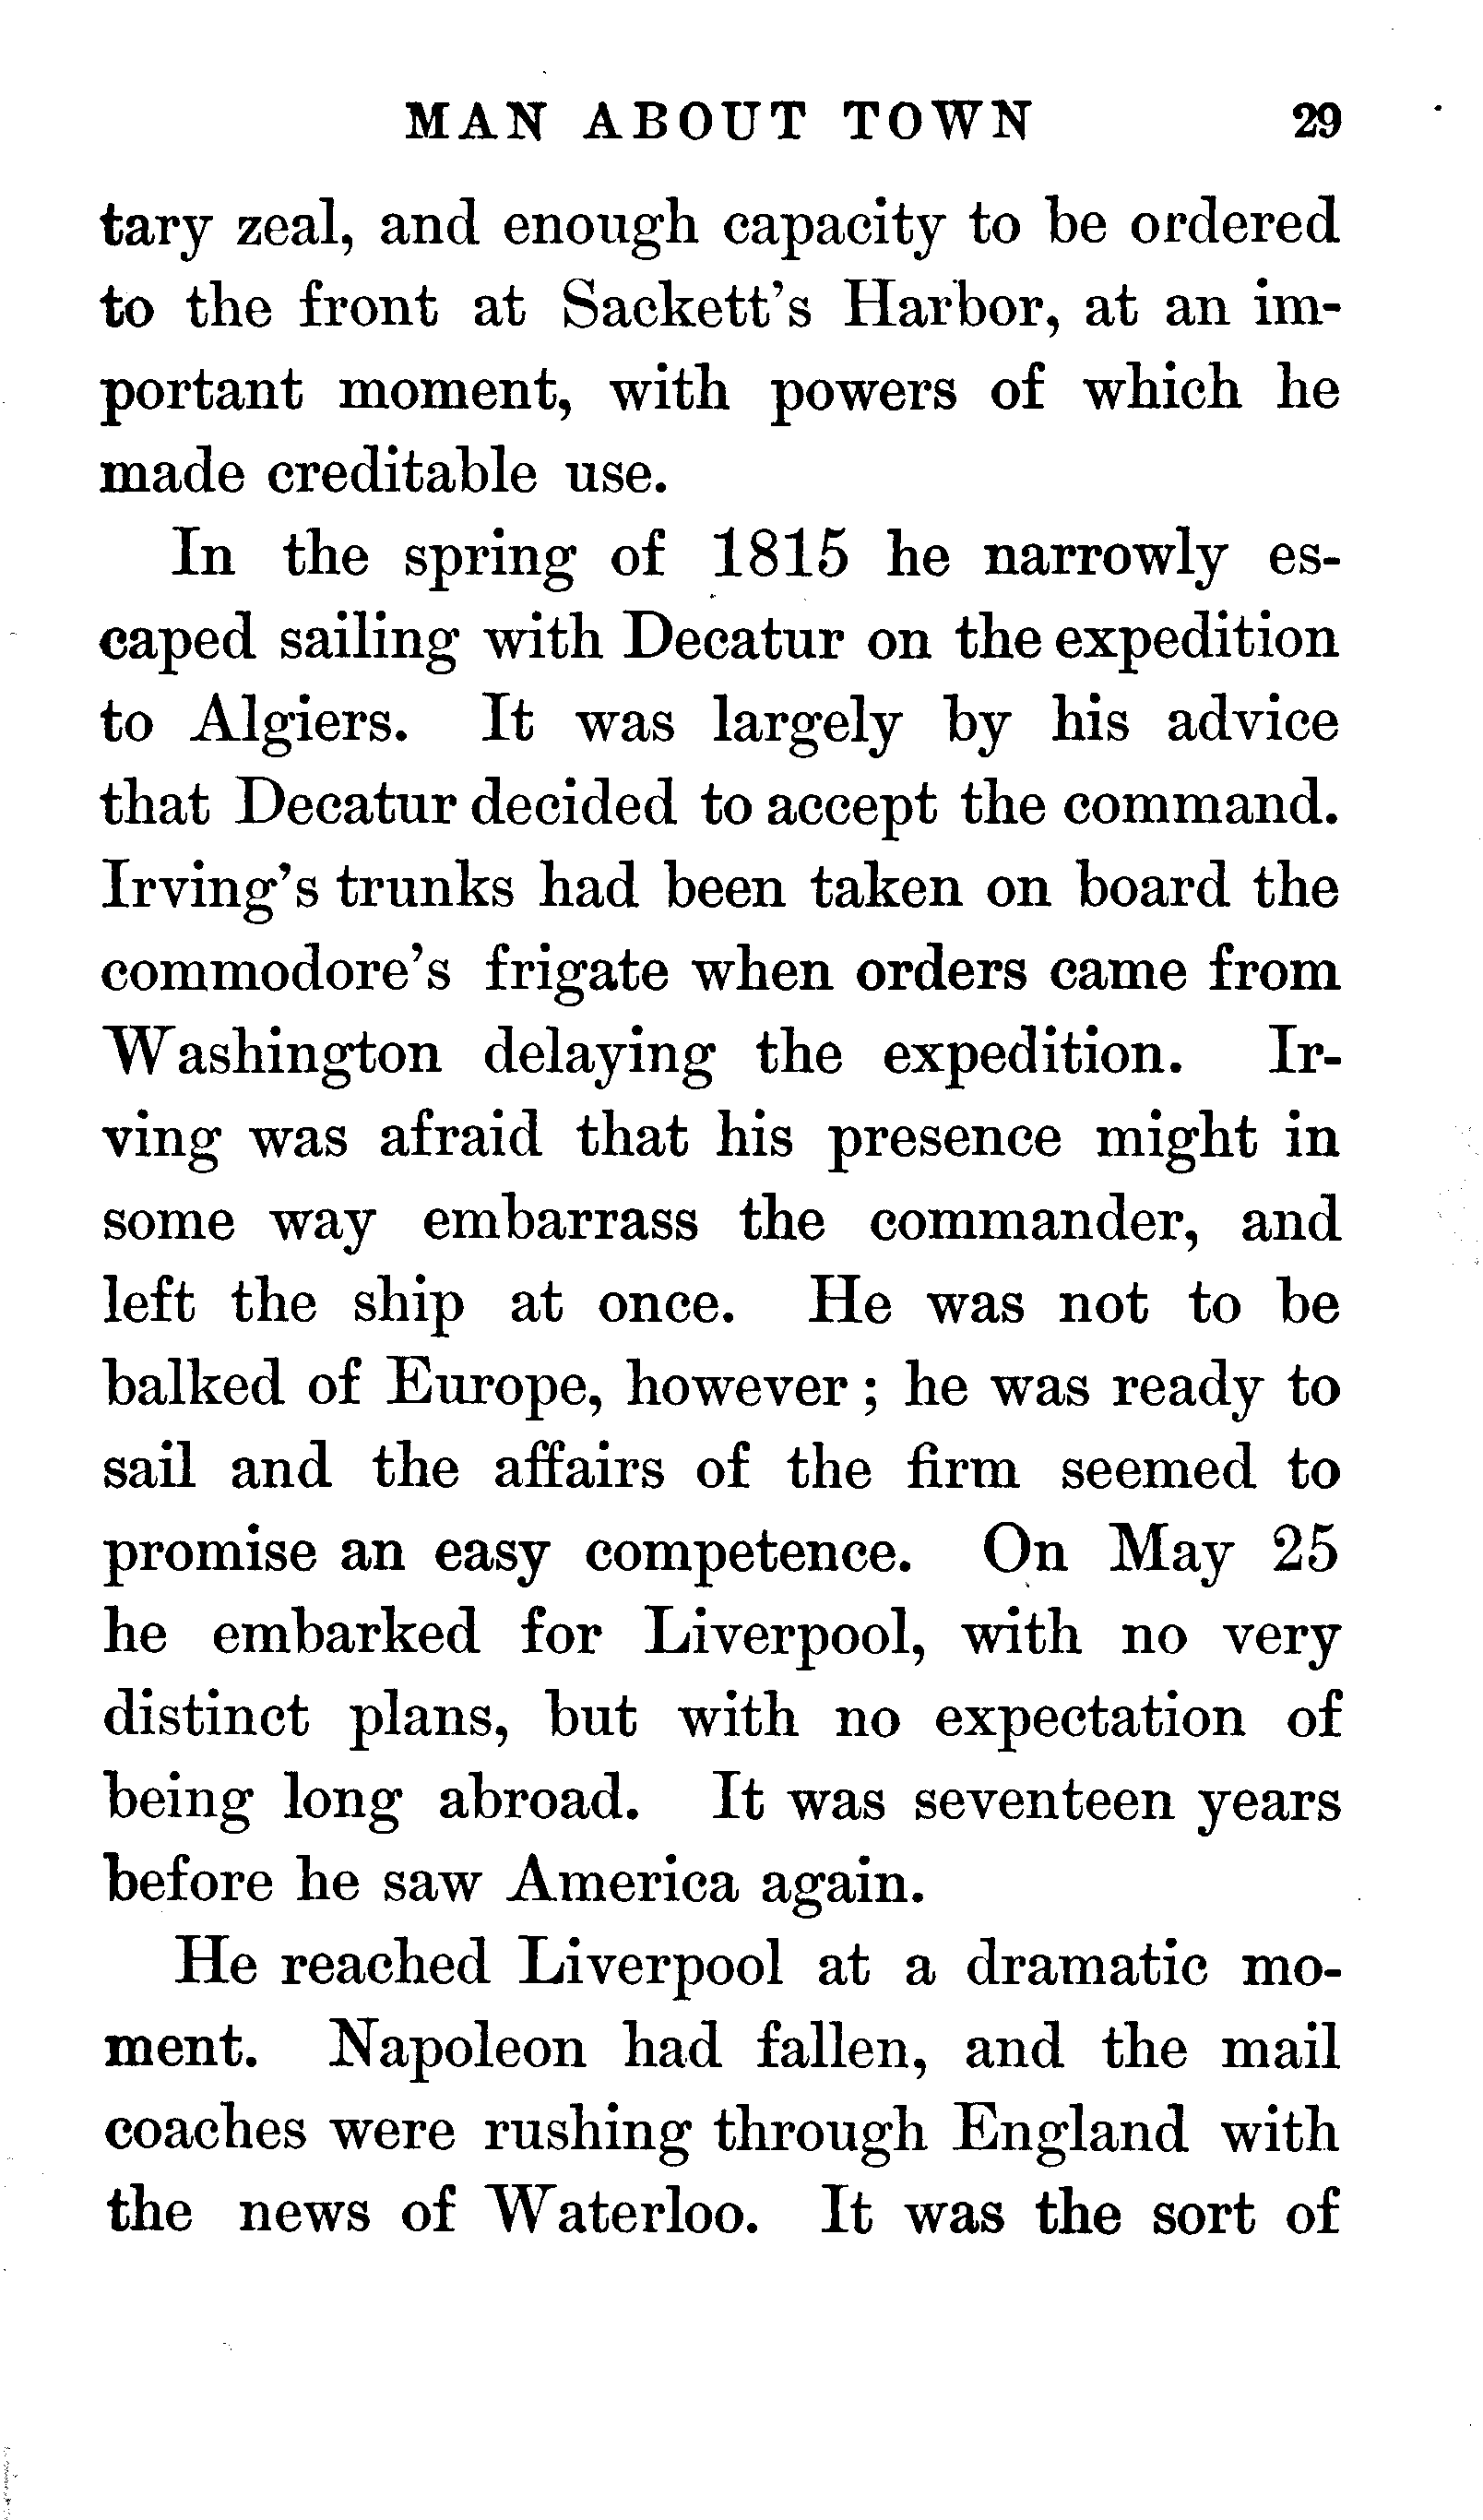 MAN ABOUT TOWN 29
tary zeal, and enough capacity to be ordered
to the front at Sackett's Harbor, at an im-
portant moment, with powers of which he
made creditable use.
In the spring of 1815 he narrowly es-
caped sailing with Decatur on the expedition
to Algiers. It was largely by his advice
that Decatur decided to accept the command.
Irving's trunks had been taken on board the
commodore's frigate when orders came from
Washington delaying the expedition. Ir-
ving was afraid that his presence might in
some way embarrass the commander, and
left the ship at once. He was not to be
balked of Europe, however; he was ready to
sail and the affairs of the firm seemed to
promise an easy competence. On May 25
he embarked for Liverpool, with no very
distinct plans, but with no expectation of
being long abroad. It was seventeen years
before he saw America again.
He reached Liverpool at a dramatic mo-
ment. Napoleon had fallen, and the mail
coaches were rushing through England with
the news of Waterloo. It was the sort of